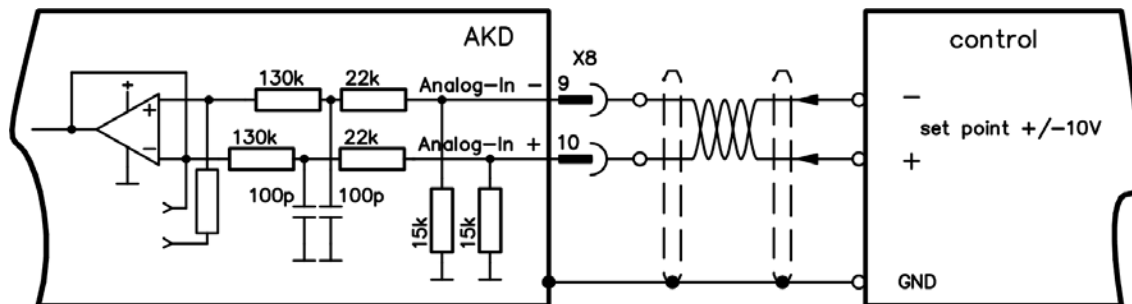 AKD
X8
control
130k
22k
Analog-In -
9
-
+
set point +/-10V
130k
22k
Analog-In +
10
-
+
100p
100p
15k
15k
GND